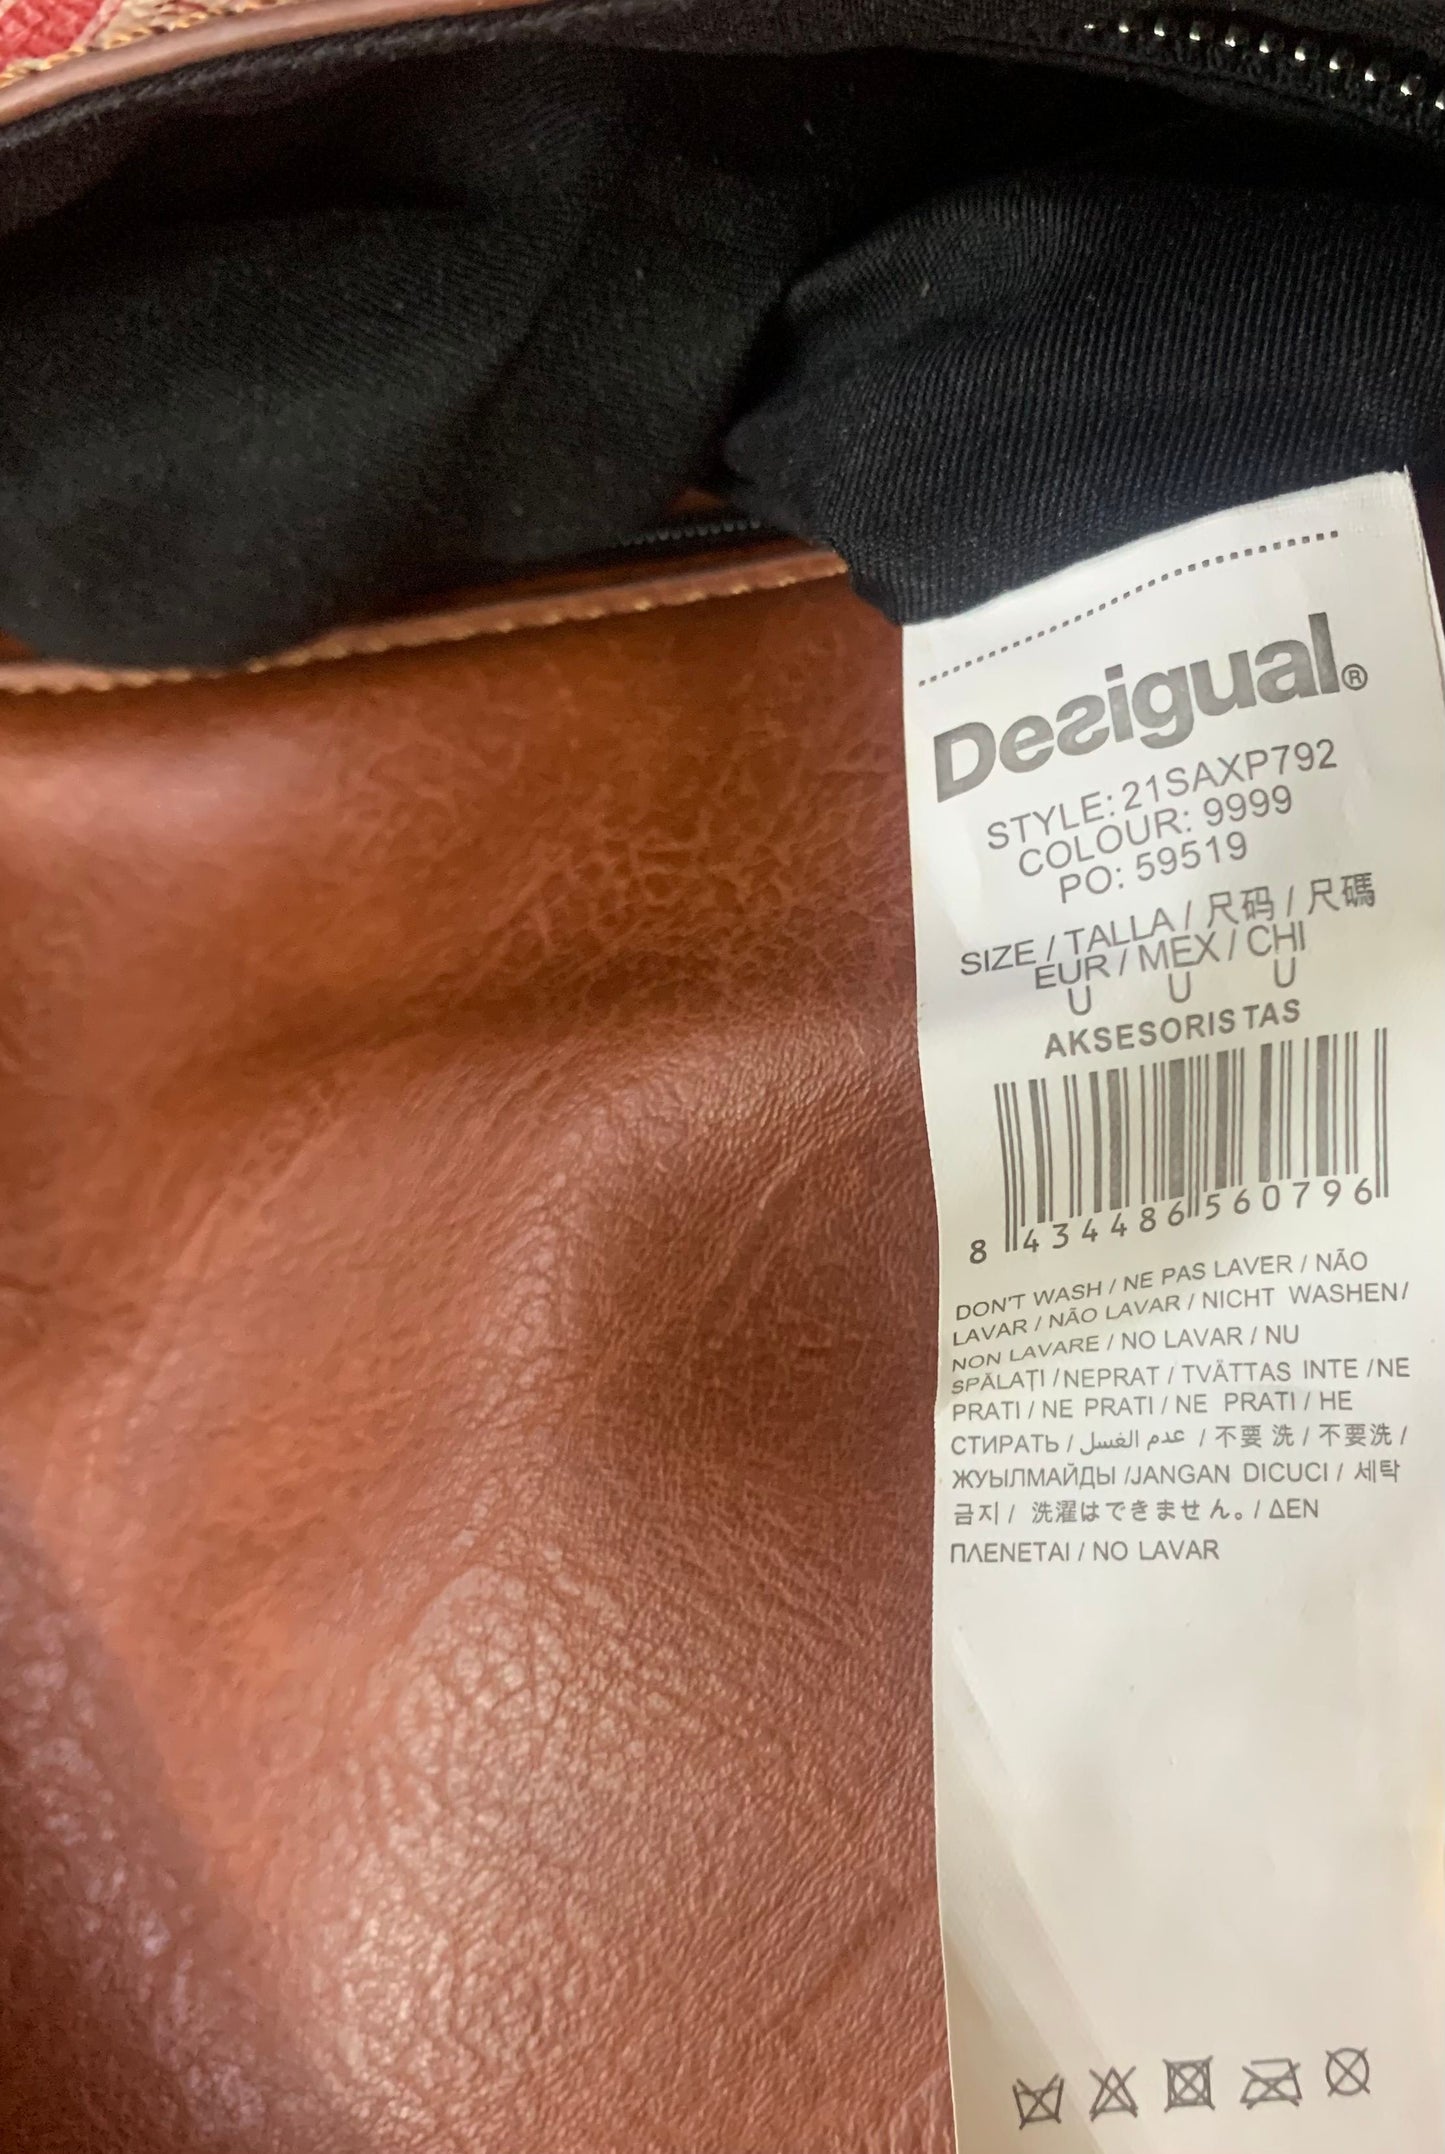 Desigual®
STYLE: 21SAXP792
COLOUR: 9999
PO: 59519
SIZE / TALLA / 尺码 / 尺碼
EUR / MEX / CHI
U U U
AKSESORIS TAS
8 434486 560796
DON'T WASH / NE PAS LAVER / NÃO
LAVAR / NÃO LAVAR / NICHT WASHEN /
NON LAVARE / NO LAVAR / NU
SPĂLAȚI / NEPRAT / TVÄTTAS INTE / NE
PRATI / NE PRATI / NE PRATI / НЕ
СТИРАТЬ / عدم الغسل / 不要 洗 / 不要洗 /
ЖУЫЛМАЙДЫ / JANGAN DICUCI / 세탁
금지 / 洗濯はできません。 / ΔΕΝ
ΠΛΕΝΕΤΑΙ / NO LAVAR